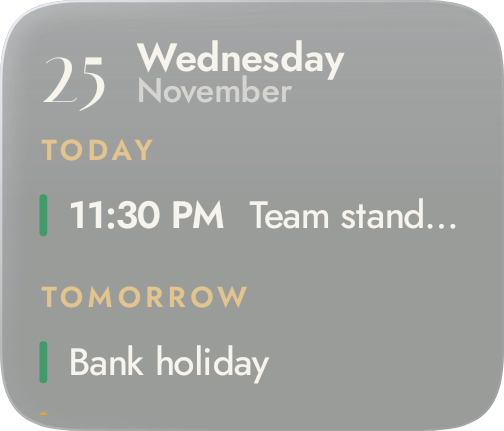 25 Wednesday
November
TODAY
11:30 PM Team stand...
TOMORROW
Bank holiday